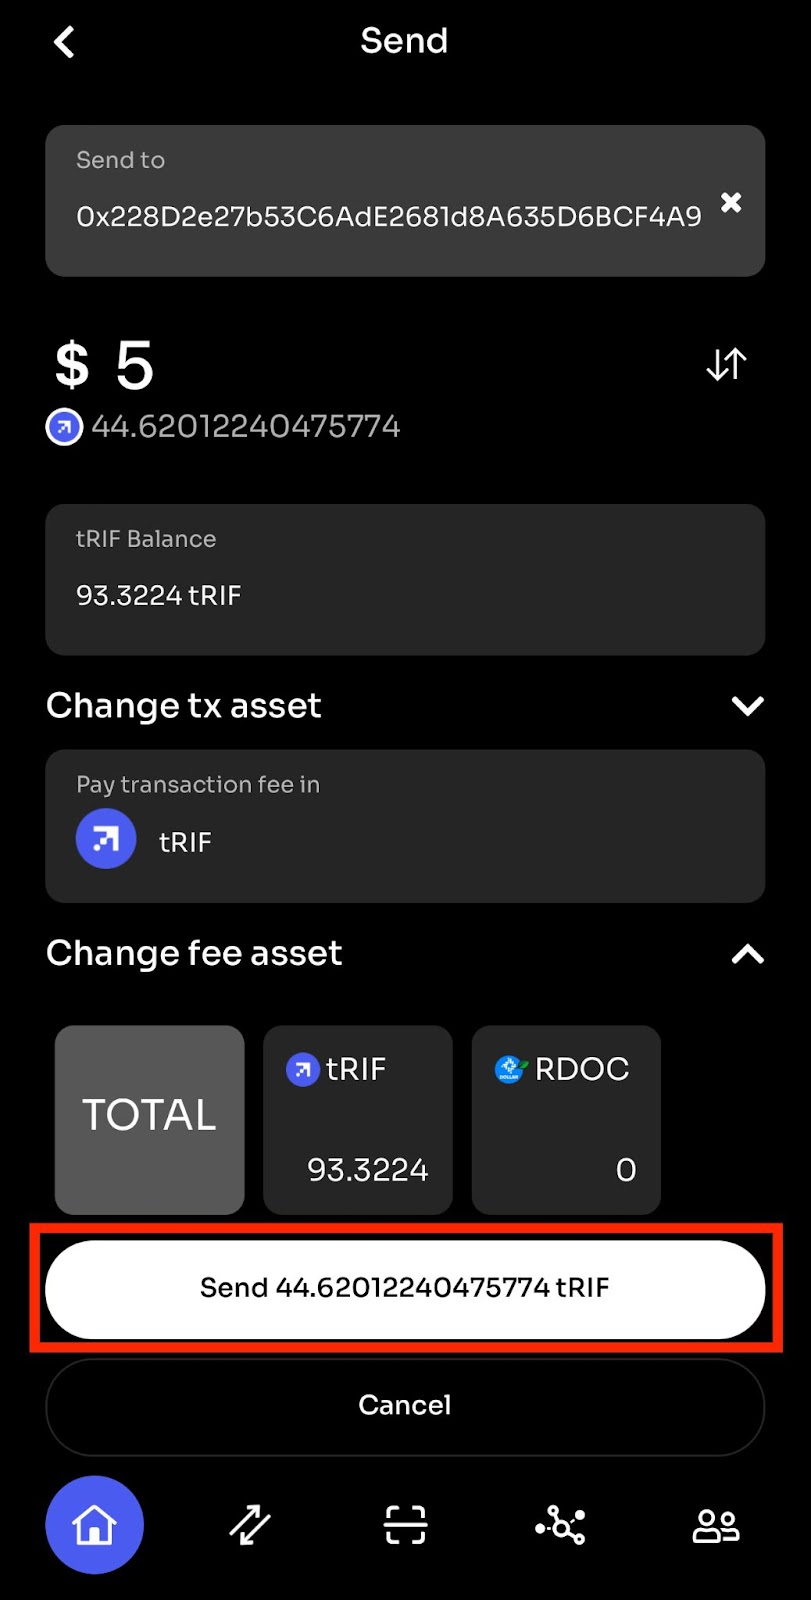 Send
Send to
0x228D2e27b53C6AdE2681d8A635D6BCF4A9
$ 5
44.62012240475774
tRIF Balance
93.3224 tRIF
Change tx asset
Pay transaction fee in
tRIF
Change fee asset
TOTAL
tRIF
93.3224
RDOC
0
Send 44.62012240475774 tRIF
Cancel